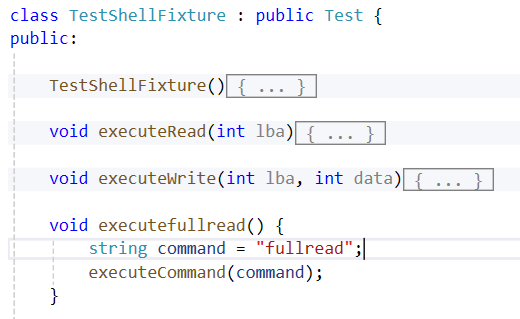 class TestShellFixture : public Test {
public:
TestShellFixture(){ ... }
void executeRead(int lba){ ... }
void executeWrite(int lba, int data){ ... }
void executefullread() {
string command = "fullread";
executeCommand(command);
}